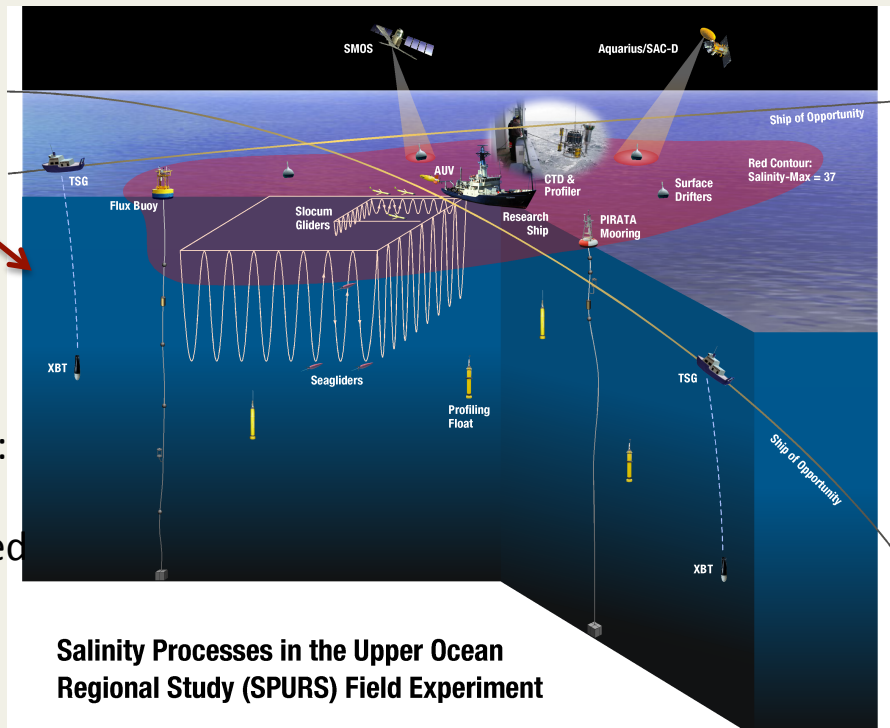 SMOS
Aquarius/SAC-D
Ship of Opportunity
TSG
AUV
CTD &
Profiler
Red Contour:
Salinity-Max = 37
Flux Buoy
Slocum
Gliders
Research
Ship
PIRATA
Mooring
Surface
Drifters
XBT
Seagliders
Profiling
Float
TSG
Ship of Opportunity
:
ed
XBT
Salinity Processes in the Upper Ocean
Regional Study (SPURS) Field Experiment